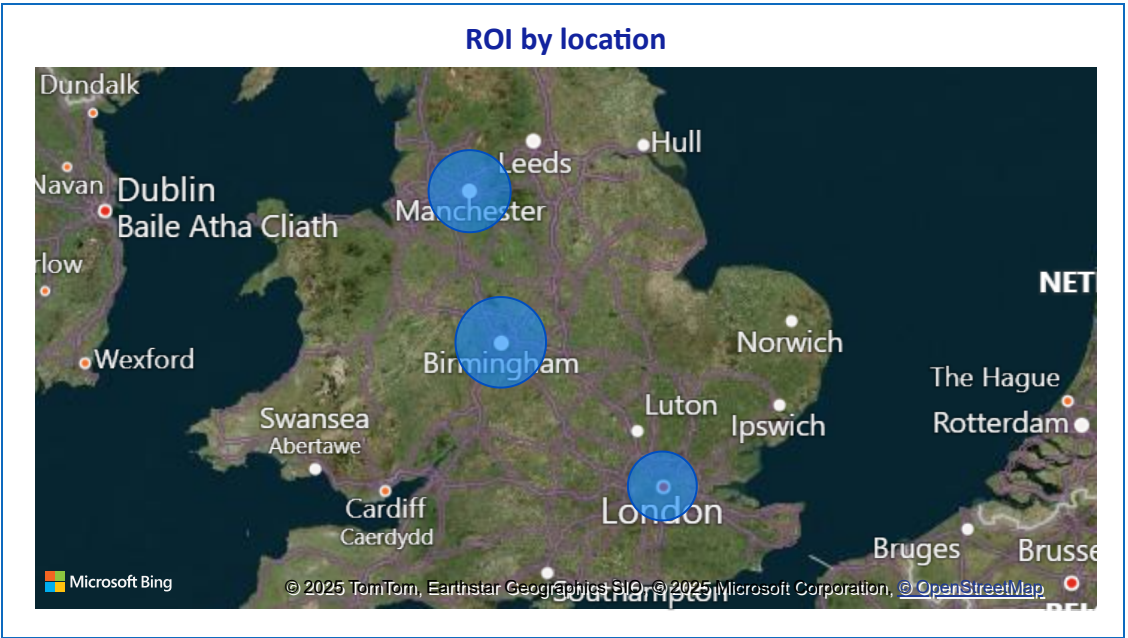 ROI by location
Dundalk
Leeds
Hull
Navan
Dublin
Baile Atha Cliath
Manchester
rlow
NET
Wexford
Birmingham
Norwich
The Hague
Swansea
Abertawe
Luton
Ipswich
Rotterdam
Cardiff
Caerdydd
London
Bruges
Brusse
Microsoft Bing
Southampton
© 2025 TomTom, Earthstar Geographics SIO, © 2025 Microsoft Corporation, © OpenStreetMap